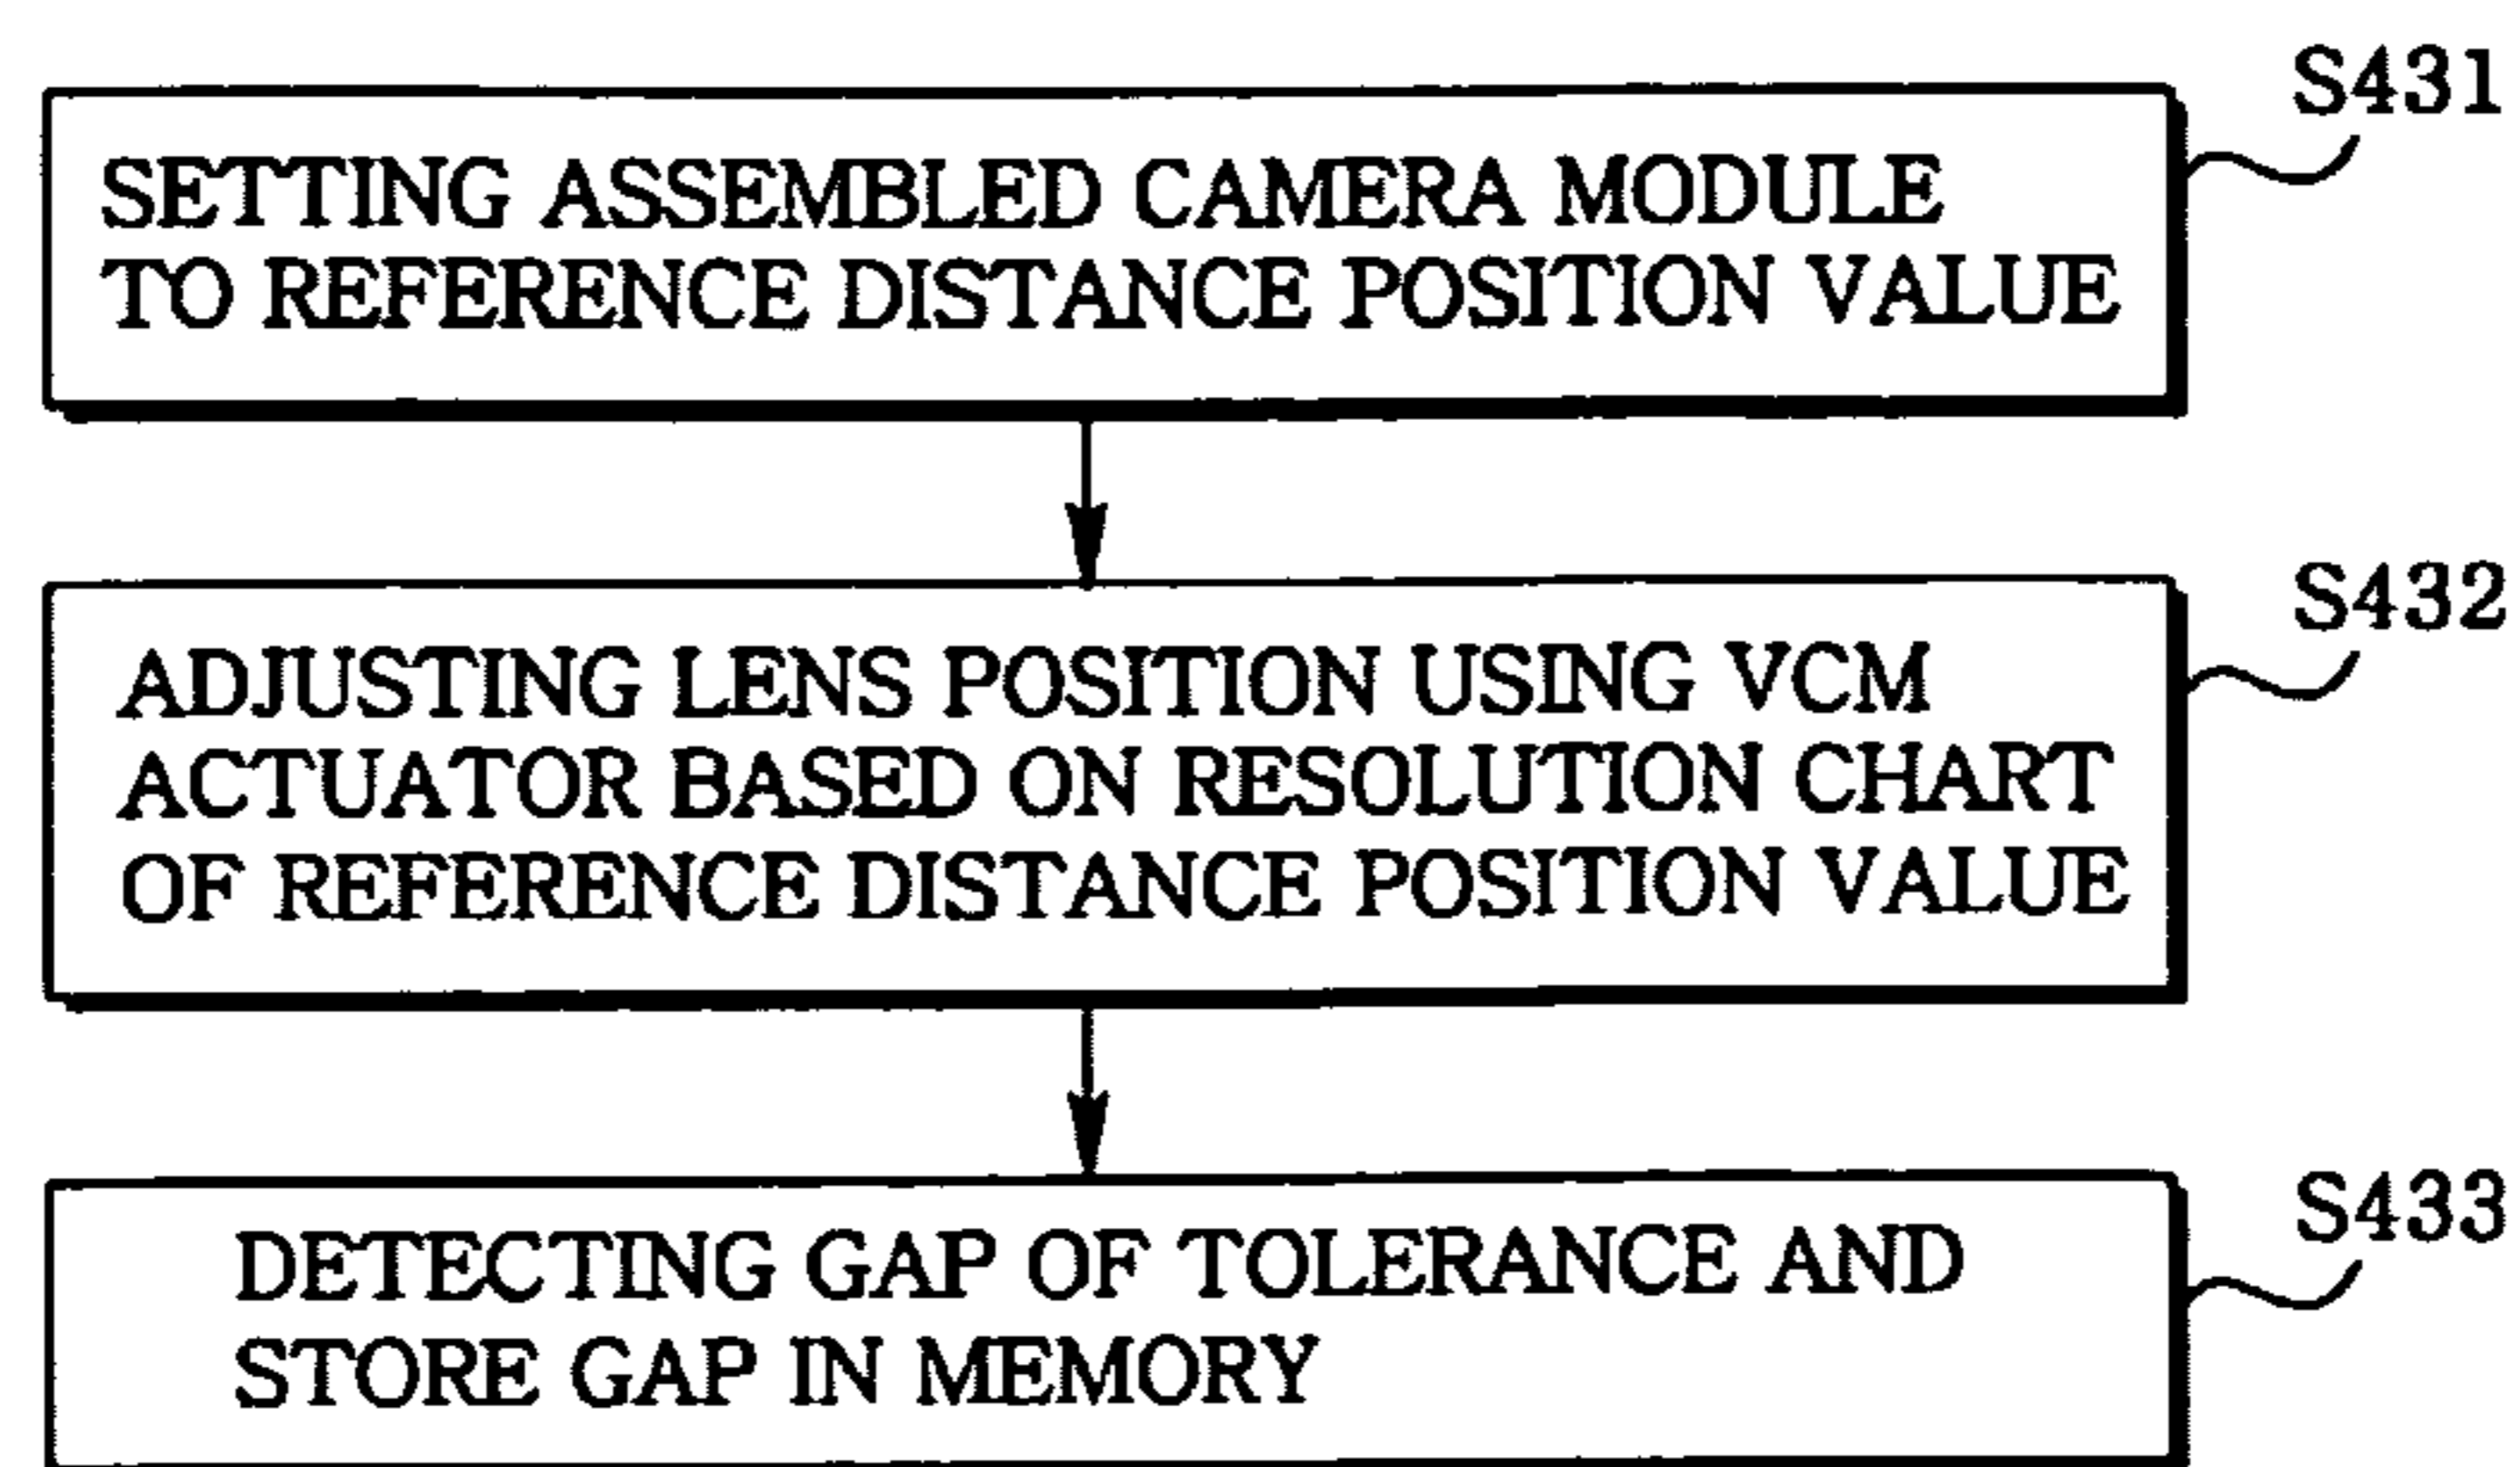 S431
SETTING ASSEMBLED CAMERA MODULE
TO REFERENCE DISTANCE POSITION VALUE
S432
ADJUSTING LENS POSITION USING VCM
ACTUATOR BASED ON RESOLUTION CHART
OF REFERENCE DISTANCE POSITION VALUE
S433
DETECTING GAP OF TOLERANCE AND
STORE GAP IN MEMORY